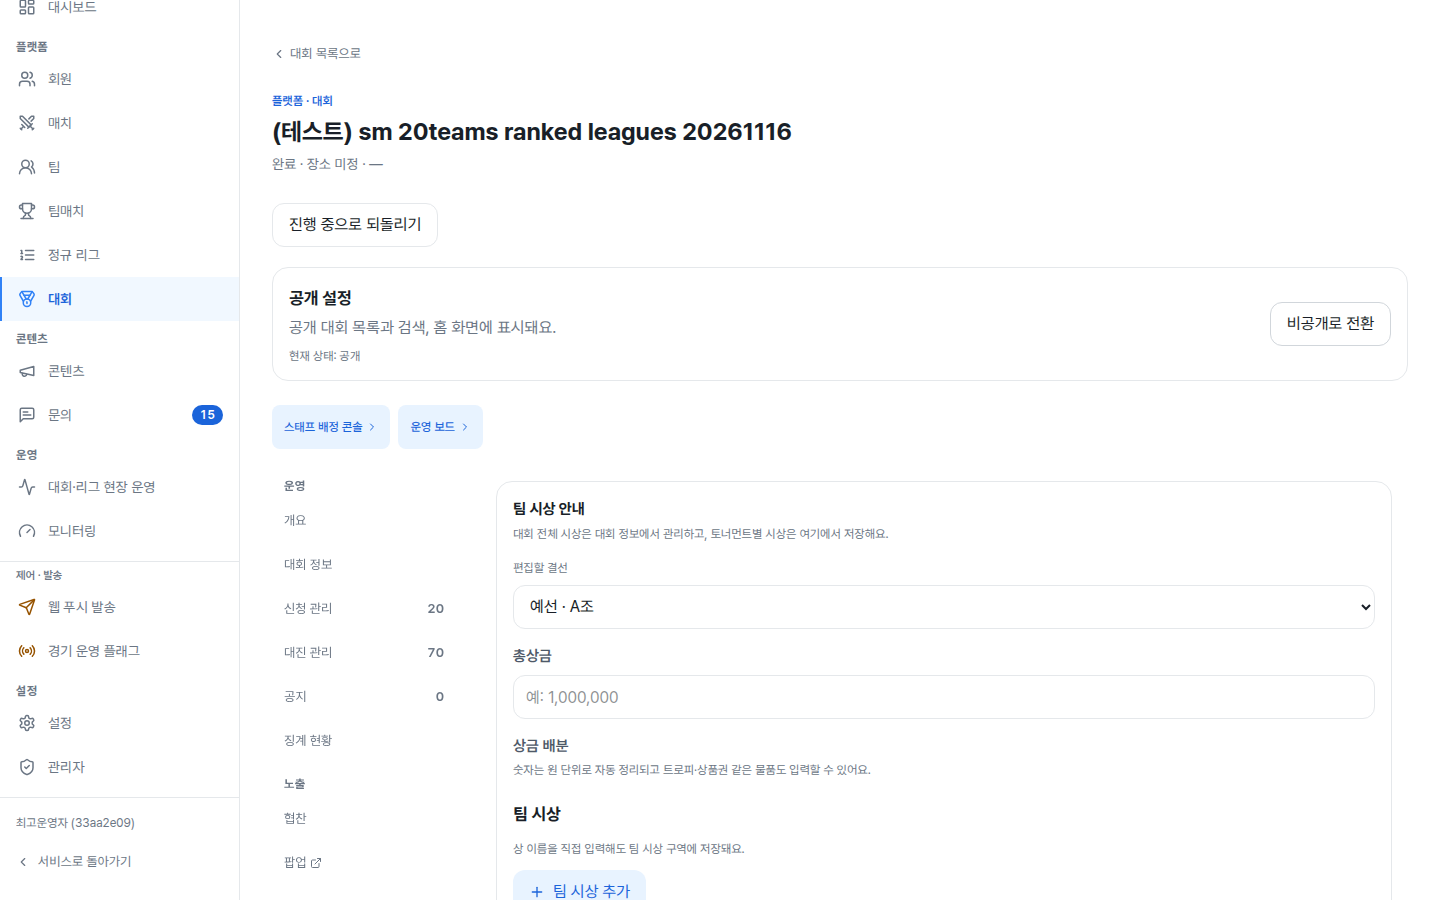 대시보드
플랫폼
회원
매치
팀
팀매치
정규 리그
대회
콘텐츠
콘텐츠
문의 15
운영
대회·리그 현장 운영
모니터링
제어 · 발송
웹 푸시 발송
경기 운영 플래그
설정
설정
관리자
최고운영자 (33aa2e09)
서비스로 돌아가기
대회 목록으로
플랫폼 · 대회
(테스트) sm 20teams ranked leagues 20261116
완료 · 장소 미정 · —
진행 중으로 되돌리기
공개 설정
공개 대회 목록과 검색, 홈 화면에 표시돼요.
현재 상태: 공개
비공개로 전환
스태프 배정 콘솔
운영 보드
운영
개요
대회 정보
신청 관리 20
대진 관리 70
공지 0
징계 현황
노출
협찬
팝업
팀 시상 안내
대회 전체 시상은 대회 정보에서 관리하고, 토너먼트별 시상은 여기에서 저장해요.
편집할 결선
예선 · A조
총상금
예: 1,000,000
상금 배분
숫자는 원 단위로 자동 정리되고 트로피·상품권 같은 물품도 입력할 수 있어요.
팀 시상
상 이름을 직접 입력해도 팀 시상 구역에 저장돼요.
팀 시상 추가